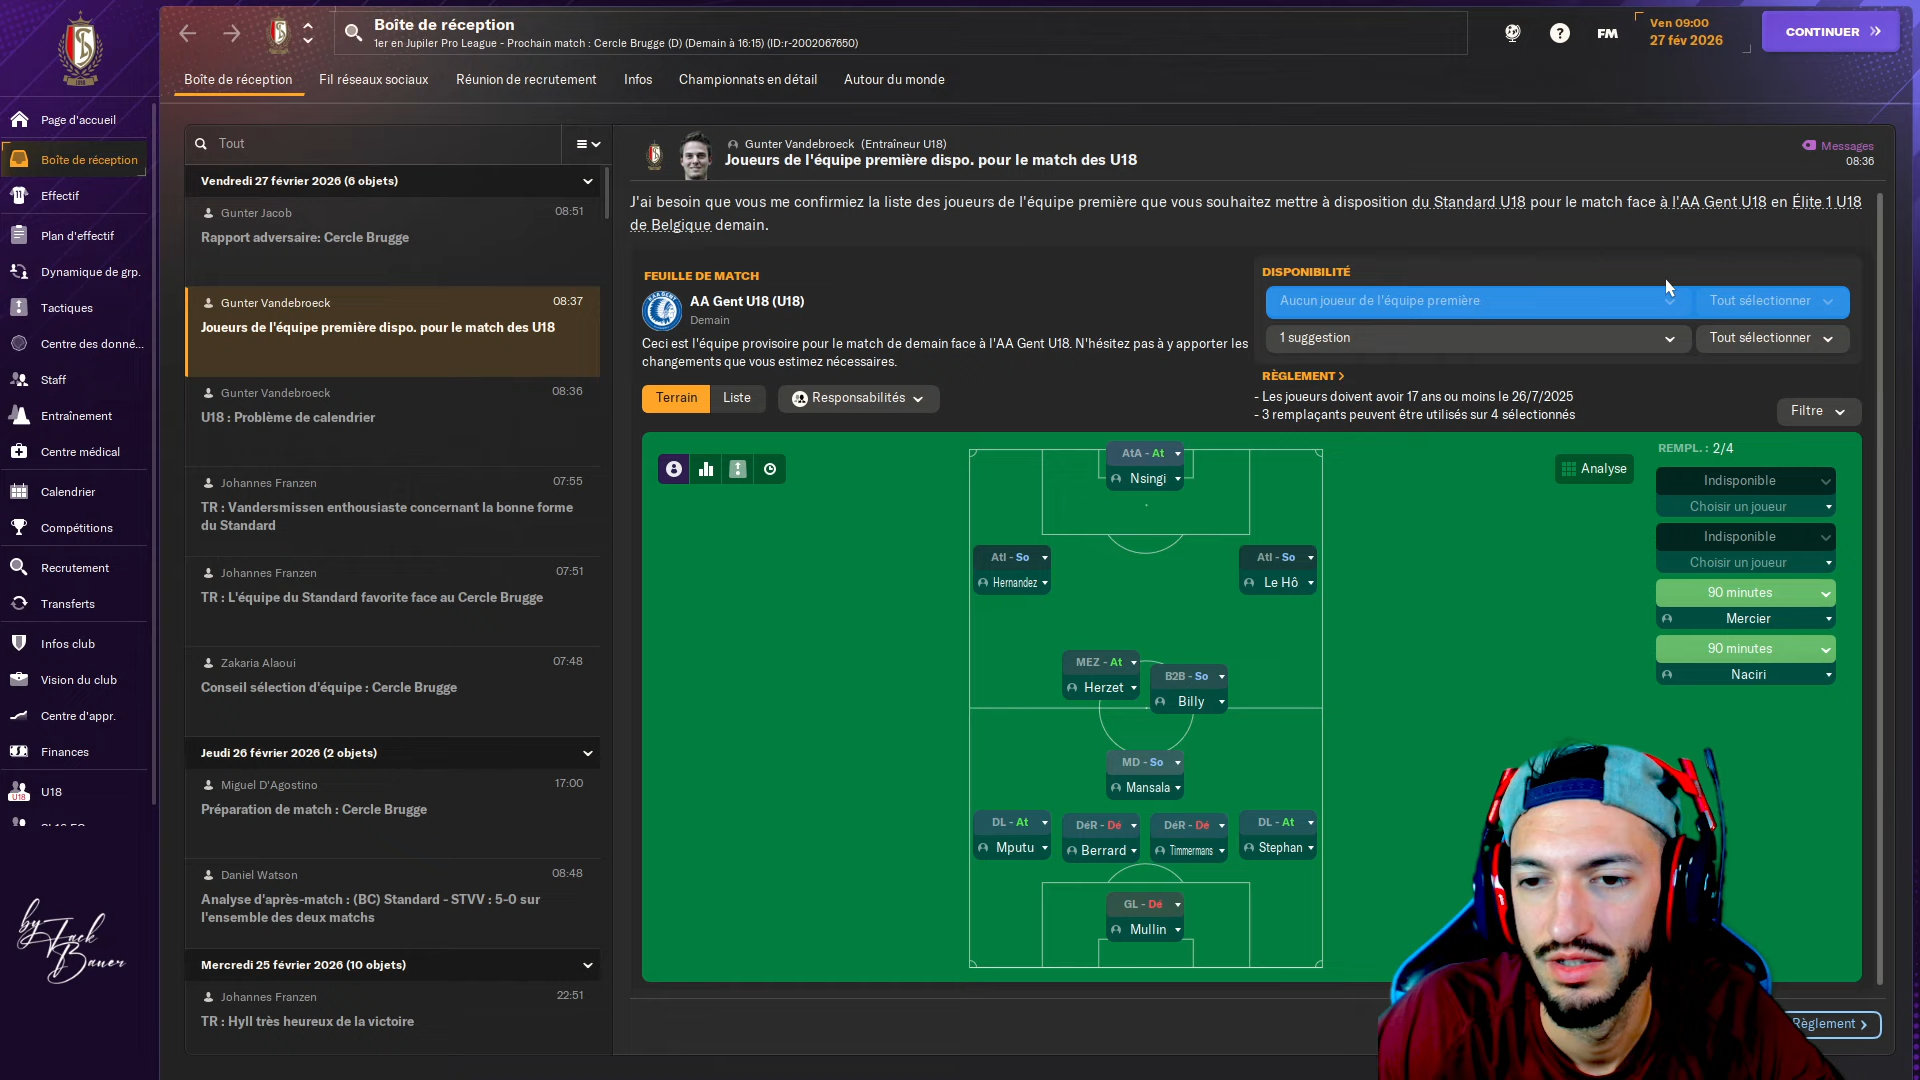 Boîte de réception
1er en Jupiler Pro League - Prochain match : Cercle Brugge (D) (Demain à 16:15) (ID:r-2002067650)
FM
Ven 09:00
27 fév 2026
CONTINUER
Boîte de réception
Fil réseaux sociaux
Réunion de recrutement
Infos
Championnats en détail
Autour du monde
Page d'accueil
Boîte de réception
Effectif
Plan d'effectif
Dynamique de grp.
Tactiques
Centre des donné...
Staff
Entraînement
Centre médical
Calendrier
Compétitions
Recrutement
Transferts
Infos club
Vision du club
Centre d'appr.
Finances
U18
by Jack Bauer
Tout
Vendredi 27 février 2026 (6 objets)
Gunter Jacob 08:51
Rapport adversaire: Cercle Brugge
Gunter Vandebroeck 08:37
Joueurs de l'équipe première dispo. pour le match des U18
Gunter Vandebroeck 08:36
U18 : Problème de calendrier
Johannes Franzen 07:55
TR : Vandersmissen enthousiaste concernant la bonne forme
du Standard
Johannes Franzen 07:51
TR : L'équipe du Standard favorite face au Cercle Brugge
Zakaria Alaoui 07:48
Conseil sélection d'équipe : Cercle Brugge
Jeudi 26 février 2026 (2 objets)
Miguel D'Agostino 17:00
Préparation de match : Cercle Brugge
Daniel Watson 08:48
Analyse d'après-match : (BC) Standard - STVV : 5-0 sur
l'ensemble des deux matchs
Mercredi 25 février 2026 (10 objets)
Johannes Franzen 22:51
TR : Hyll très heureux de la victoire
Gunter Vandebroeck (Entraîneur U18)
Joueurs de l'équipe première dispo. pour le match des U18
Messages
08:36
J'ai besoin que vous me confirmiez la liste des joueurs de l'équipe première que vous souhaitez mettre à disposition du Standard U18 pour le match face à l'AA Gent U18 en Élite 1 U18
de Belgique demain.
FEUILLE DE MATCH
AA Gent U18 (U18)
Demain
Ceci est l'équipe provisoire pour le match de demain face à l'AA Gent U18. N'hésitez pas à y apporter les
changements que vous estimez nécessaires.
Terrain
Liste
Responsabilités
DISPONIBILITÉ
Aucun joueur de l'équipe première
Tout sélectionner
1 suggestion
Tout sélectionner
RÈGLEMENT >
- Les joueurs doivent avoir 17 ans ou moins le 26/7/2025
- 3 remplaçants peuvent être utilisés sur 4 sélectionnés
Filtre
Analyse
AtA - At
Nsingi
AtI - So
Hernandez
AtI - So
Le Hô
MEZ - At
Herzet
B2B - So
Billy
MD - So
Mansala
DL - At
Mputu
DéR - Dé
Berrard
DéR - Dé
Timmermans
DL - At
Stephan
GL - Dé
Mullin
REMPL. : 2/4
Indisponible
Choisir un joueur
Indisponible
Choisir un joueur
90 minutes
Mercier
90 minutes
Naciri
Règlement >